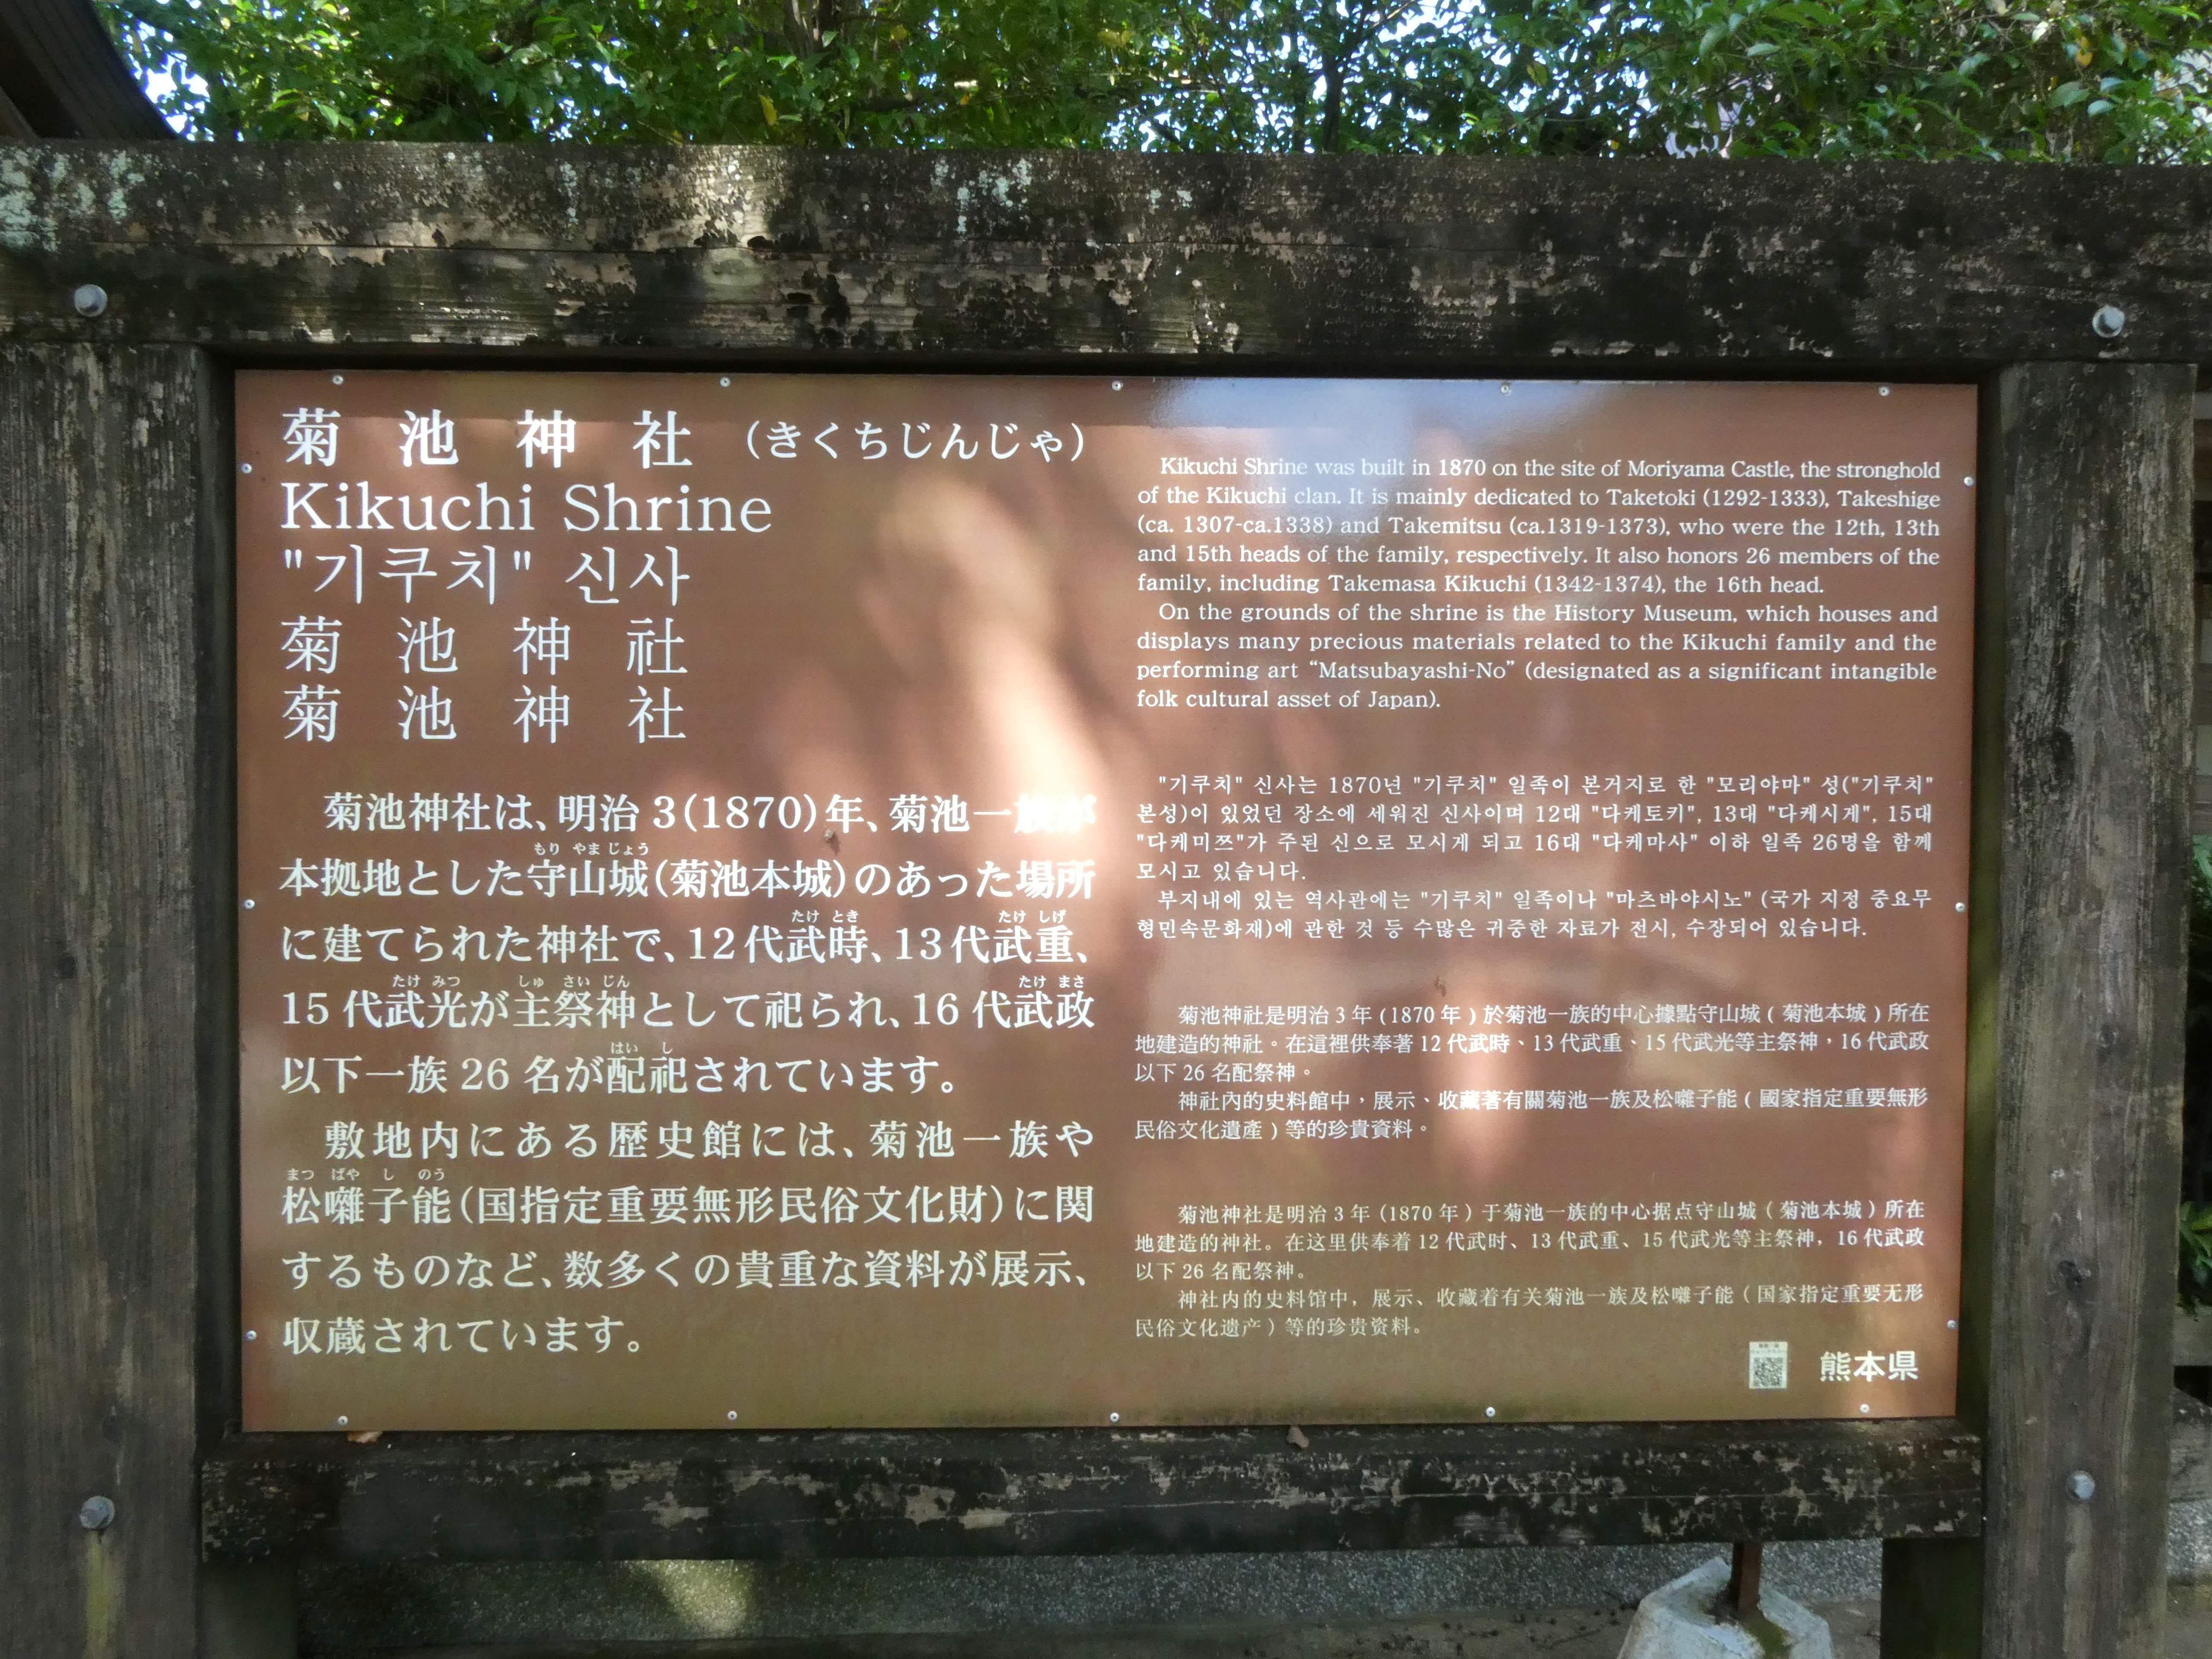 菊池神社（きくちじんじゃ）
Kikuchi Shrine
"기쿠치" 신사
菊池神社
菊池神社
菊池神社は、明治3(1870)年、菊池一族が
本拠地とした守山城(菊池本城)のあった場所
もり やま じょう
に建てられた神社で、12代武時、13代武重、
たけ とき たけ しげ
15代武光が主祭神として祀られ、16代武政
たけ みつ しゅ さい じん たけ まさ
以下一族26名が配祀されています。
はい し
敷地内にある歴史館には、菊池一族や
松囃子能(国指定重要無形民俗文化財)に関
まつ ばや し のう
するものなど、数多くの貴重な資料が展示、
収蔵されています。
Kikuchi Shrine was built in 1870 on the site of Moriyama Castle, the stronghold
of the Kikuchi clan. It is mainly dedicated to Taketoki (1292-1333), Takeshige
(ca. 1307-ca.1338) and Takemitsu (ca.1319-1373), who were the 12th, 13th
and 15th heads of the family, respectively. It also honors 26 members of the
family, including Takemasa Kikuchi (1342-1374), the 16th head.
On the grounds of the shrine is the History Museum, which houses and
displays many precious materials related to the Kikuchi family and the
performing art “Matsubayashi-No” (designated as a significant intangible
folk cultural asset of Japan).
"기쿠치" 신사는 1870년 "기쿠치" 일족이 본거지로 한 "모리야마" 성("기쿠치"
본성)이 있었던 장소에 세워진 신사이며 12대 "다케토키", 13대 "다케시게", 15대
"다케미쯔"가 주된 신으로 모시게 되고 16대 "다케마사" 이하 일족 26명을 함께
모시고 있습니다.
부지내에 있는 역사관에는 "기쿠치" 일족이나 "마츠바야시노" (국가 지정 중요무
형민속문화재)에 관한 것 등 수많은 귀중한 자료가 전시, 수장되어 있습니다.
菊池神社是明治3年(1870年)於菊池一族的中心據點守山城(菊池本城)所在
地建造的神社。在這裡供奉著12代武時、13代武重、15代武光等主祭神，16代武政
以下26名配祭神。
神社內的史料館中，展示、收藏著有關菊池一族及松囃子能(國家指定重要無形
民俗文化遺產)等的珍貴資料。
菊池神社是明治3年(1870年)于菊池一族的中心据点守山城(菊池本城)所在
地建造的神社。在这里供奉着12代武时、13代武重、15代武光等主祭神，16代武政
以下26名配祭神。
神社内的史料馆中，展示、收藏着有关菊池一族及松囃子能(国家指定重要无形
民俗文化遗产)等的珍贵资料。
熊本県